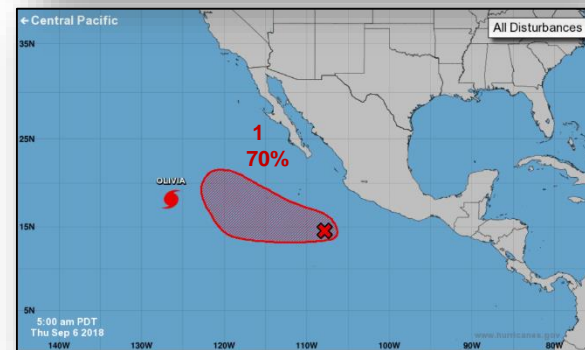 ←Central Pacific
All Disturbances
35N
25N
1
70%
OLIVIA
15N
5N
5:00 am PDT
Thu Sep 6 2018
www.hurricanes.gov
140W 130W 120W 110W 100W 90W 80W